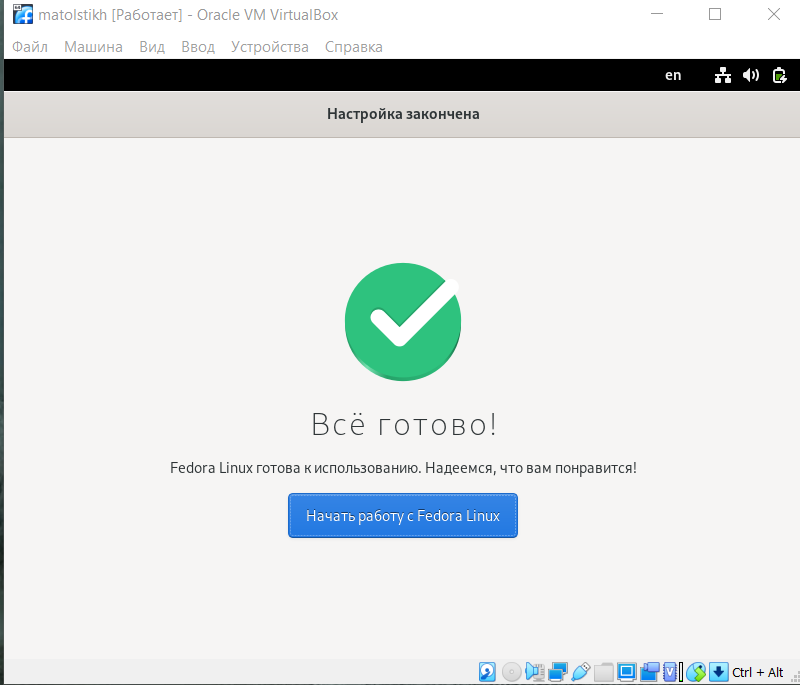 matolstikh [Работает] - Oracle VM VirtualBox
Файл Машина Вид Ввод Устройства Справка
en
Настройка закончена
Всё готово!
Fedora Linux готова к использованию. Надеемся, что вам понравится!
Начать работу с Fedora Linux
Ctrl + Alt